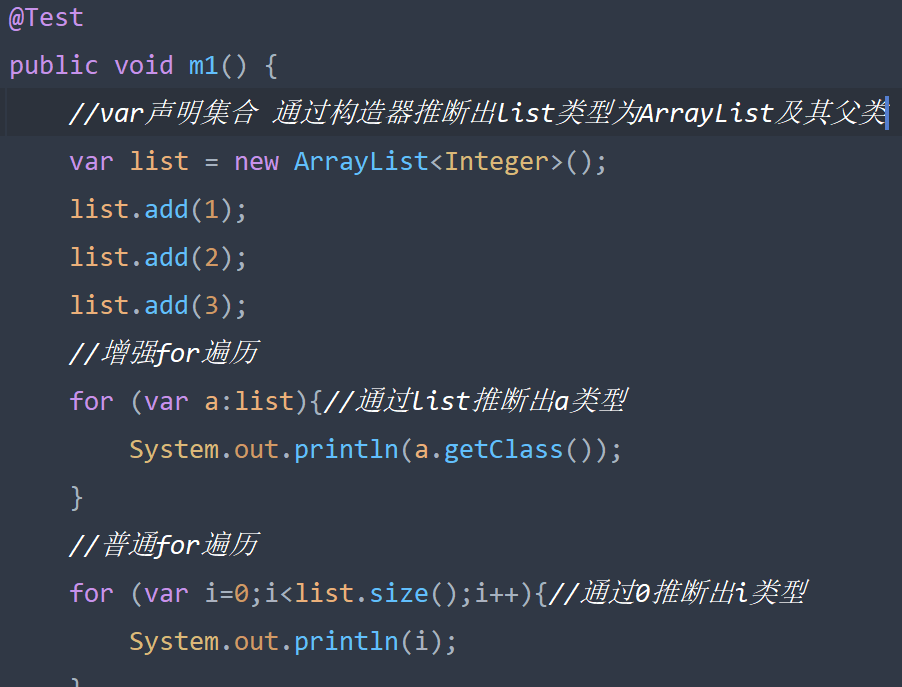 @Test
public void m1() {
//var声明集合 通过构造器推断出list类型为ArrayList及其父类
var list = new ArrayList<Integer>();
list.add(1);
list.add(2);
list.add(3);
//增强for遍历
for (var a:list){//通过list推断出a类型
System.out.println(a.getClass());
}
//普通for遍历
for (var i=0;i<list.size();i++){//通过0推断出i类型
System.out.println(i);
}